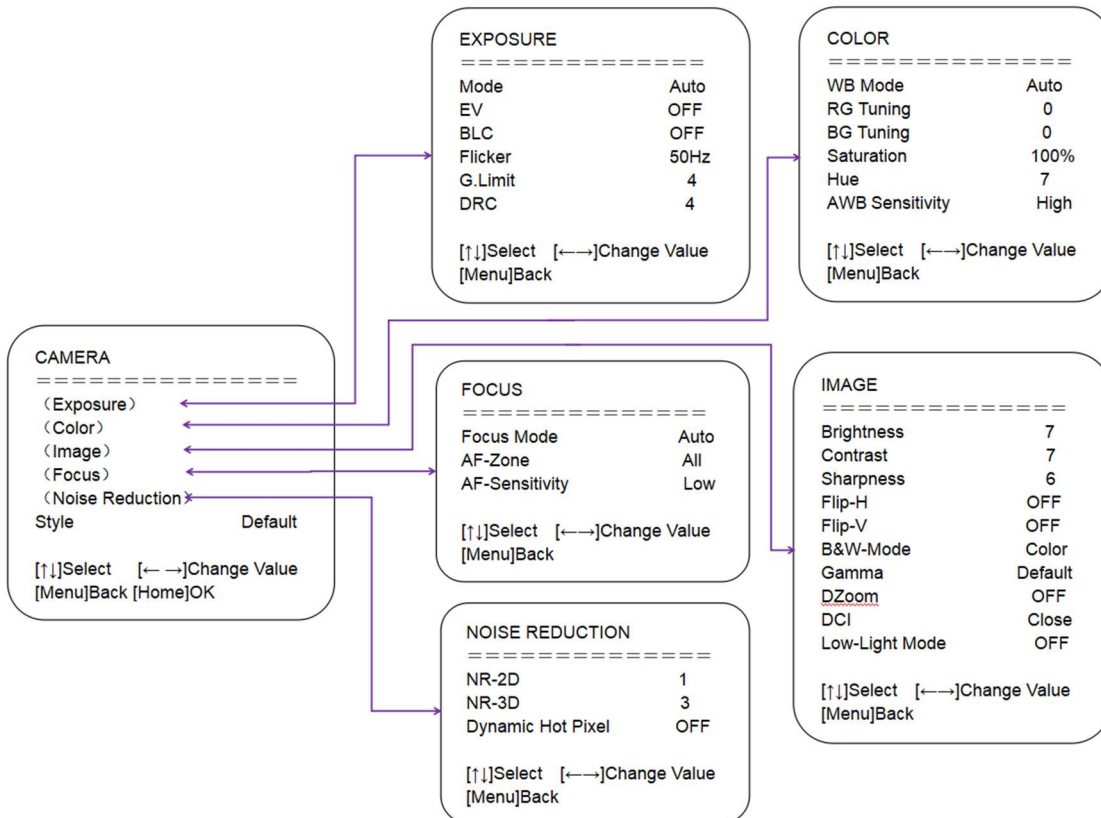 EXPOSURE
==============
Mode Auto
EV OFF
BLC OFF
Flicker 50Hz
G.Limit 4
DRC 4
[↑↓]Select [←→]Change Value
[Menu]Back
COLOR
==============
WB Mode Auto
RG Tuning 0
BG Tuning 0
Saturation 100%
Hue 7
AWB Sensitivity High
[↑↓]Select [←→]Change Value
[Menu]Back
CAMERA
===============
（Exposure）
（Color）
（Image）
（Focus）
（Noise Reduction）
Style Default
[↑↓]Select [← →]Change Value
[Menu]Back [Home]OK
FOCUS
==============
Focus Mode Auto
AF-Zone All
AF-Sensitivity Low
[↑↓]Select [←→]Change Value
[Menu]Back
IMAGE
==============
Brightness 7
Contrast 7
Sharpness 6
Flip-H OFF
Flip-V OFF
B&W-Mode Color
Gamma Default
DZoom OFF
DCI Close
Low-Light Mode OFF
[↑↓]Select [←→]Change Value
[Menu]Back
NOISE REDUCTION
==============
NR-2D 1
NR-3D 3
Dynamic Hot Pixel OFF
[↑↓]Select [←→]Change Value
[Menu]Back